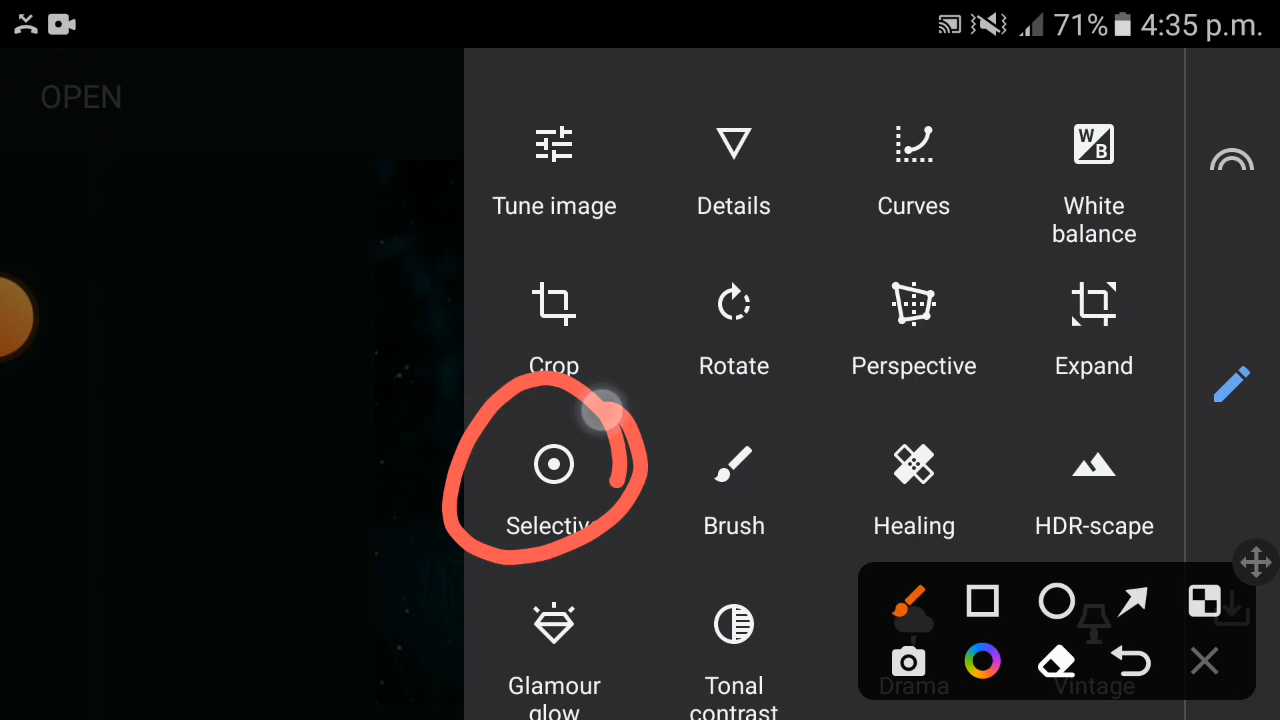 71% 4:35 p.m.
OPEN
Tune image
Details
Curves
W
B
White
balance
Crop
Rotate
Perspective
Expand
Selective
Brush
Healing
HDR-scape
Glamour
glow
Tonal
contrast
Drama
Vintage